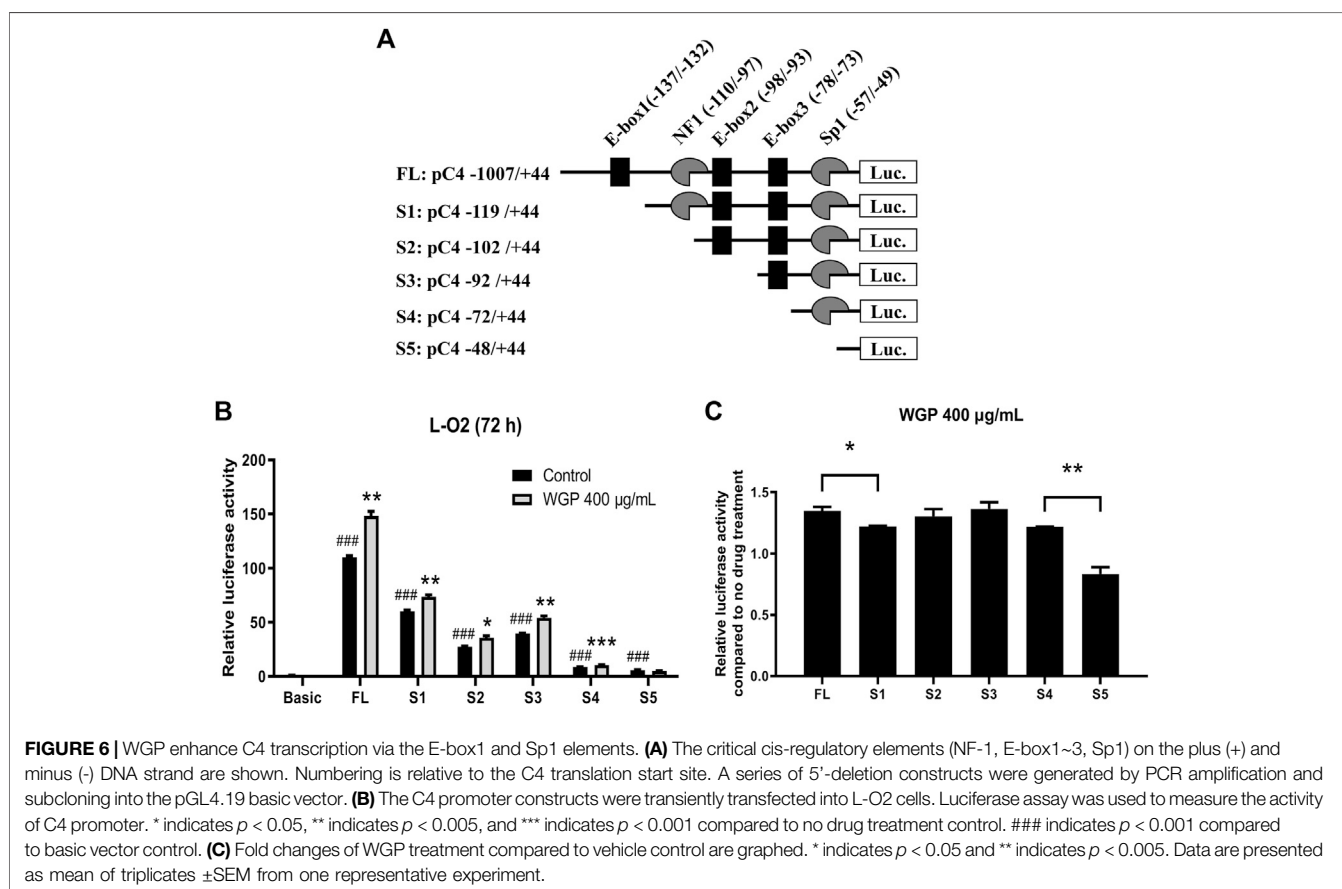 A
E-box1(-137/-132)
NF1 (-110/-97)
E-box2 (-98/-93)
E-box3 (-78/-73)
Sp1 (-57/-49)
FL: pC4 -1007/+44
Luc.
S1: pC4 -119 /+44
Luc.
S2: pC4 -102 /+44
Luc.
S3: pC4 -92 /+44
Luc.
S4: pC4 -72/+44
Luc.
S5: pC4 -48/+44
Luc.
B
L-O2 (72 h)
Relative luciferase activity
200
150
100
50
0
Control
WGP 400 μg/mL
### **
### **
### *
### **
### ***
###
Basic FL S1 S2 S3 S4 S5
C
WGP 400 μg/mL
Relative luciferase activity
compared to no drug treatment
1.5
1.0
0.5
0.0
*
**
FL S1 S2 S3 S4 S5
FIGURE 6 | WGP enhance C4 transcription via the E-box1 and Sp1 elements. (A) The critical cis-regulatory elements (NF-1, E-box1~3, Sp1) on the plus (+) and
minus (-) DNA strand are shown. Numbering is relative to the C4 translation start site. A series of 5'-deletion constructs were generated by PCR amplification and
subcloning into the pGL4.19 basic vector. (B) The C4 promoter constructs were transiently transfected into L-O2 cells. Luciferase assay was used to measure the activity
of C4 promoter. * indicates p < 0.05, ** indicates p < 0.005, and *** indicates p < 0.001 compared to no drug treatment control. ### indicates p < 0.001 compared
to basic vector control. (C) Fold changes of WGP treatment compared to vehicle control are graphed. * indicates p < 0.05 and ** indicates p < 0.005. Data are presented
as mean of triplicates ±SEM from one representative experiment.